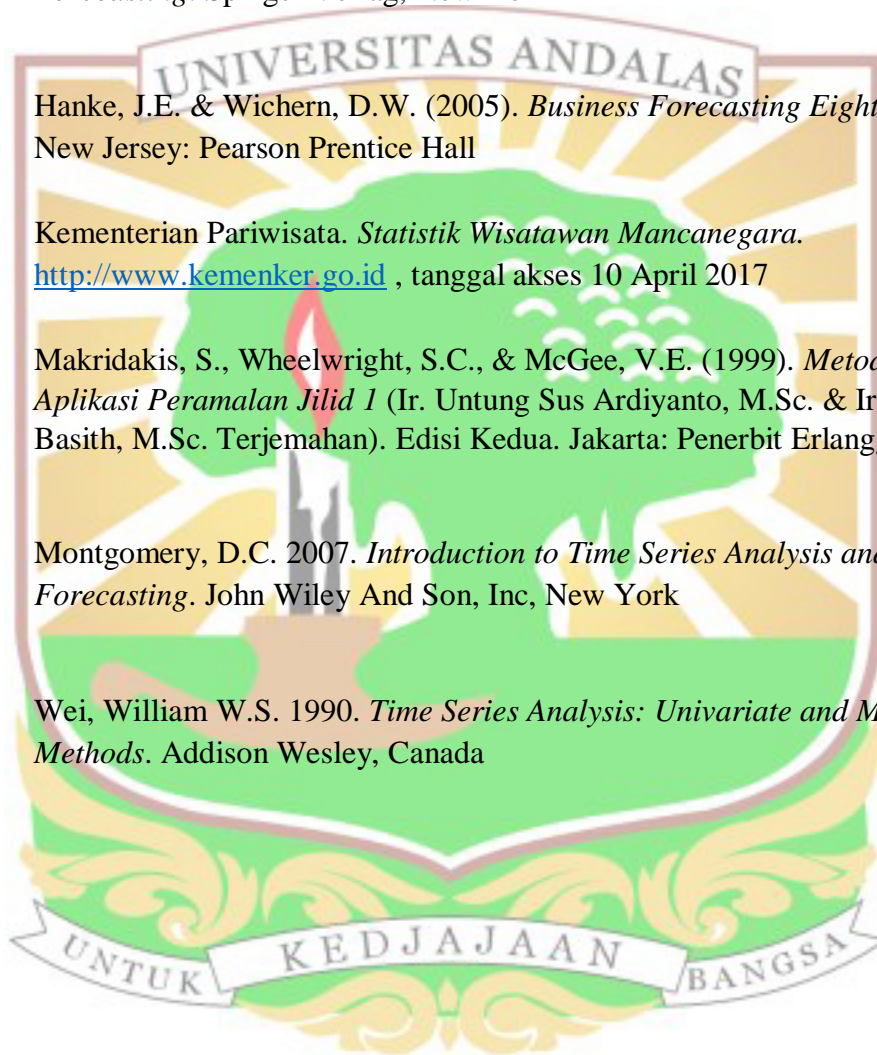 UNIVERSITAS ANDALAS
Hanke, J.E. & Wichern, D.W. (2005). Business Forecasting Eight
New Jersey: Pearson Prentice Hall
Kementerian Pariwisata. Statistik Wisatawan Mancanegara.
http://www.kemenker.go.id , tanggal akses 10 April 2017
Makridakis, S., Wheelwright, S.C., & McGee, V.E. (1999).
Aplikasi Peramalan Jilid 1 (Ir. Untung Sus Ardiyanto, M.Sc. & Ir
Basith, M.Sc. Terjemahan). Edisi Kedua. Jakarta: Penerbit
Montgomery, D.C. 2007. Introduction to Time Series Analysis and
Forecasting. John Wiley And Son, Inc, New York
Wei, William W.S. 1990. Time Series Analysis: Univariate and
Methods. Addison Wesley, Canada
UNTUK KEDJAJAAN BANGSA